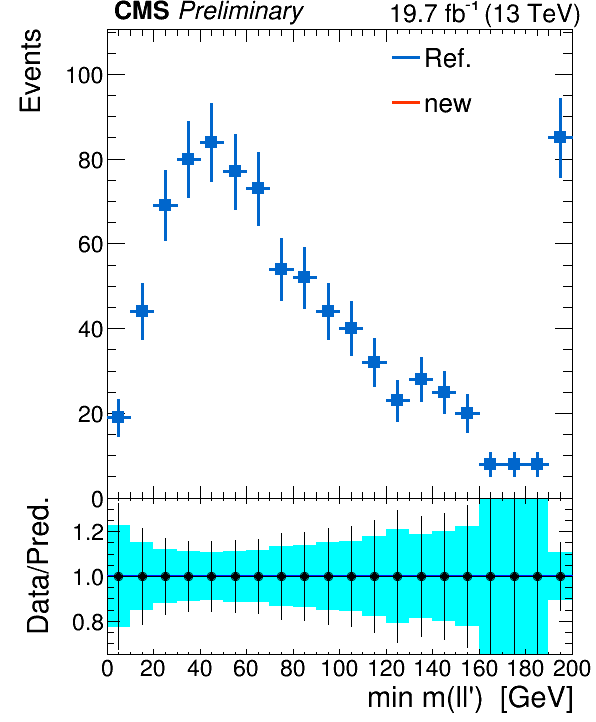 CMS Preliminary 19.7 fb⁻¹ (13 TeV)
Events
Ref.
new
100
80
60
40
20
0
Data/Pred.
1.2
1.0
0.8
0 20 40 60 80 100 120 140 160 180 200
min m(ll') [GeV]